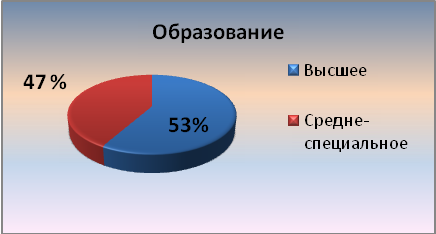 Образование
47 %
53%
Высшее
Средне-
специальное